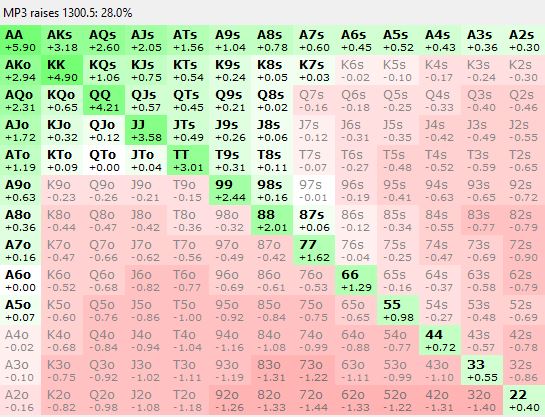 MP3 raises 1300.5: 28.0%
AA AKs AQs AJs ATs A9s A8s A7s A6s A5s A4s A3s A2s
+5.90 +3.18 +2.60 +2.05 +1.56 +1.04 +0.78 +0.60 +0.45 +0.52 +0.43 +0.36 +0.30
AKo KK KQs KJs KTs K9s K8s K7s K6s K5s K4s K3s K2s
+2.94 +4.90 +1.06 +0.75 +0.54 +0.24 +0.05 +0.03 -0.02 -0.10 -0.17 -0.24 -0.30
AQo KQo QQ QJs QTs Q9s Q8s Q7s Q6s Q5s Q4s Q3s Q2s
+2.31 +0.65 +4.21 +0.57 +0.45 +0.21 +0.02 -0.16 -0.18 -0.25 -0.33 -0.40 -0.46
AJo KJo QJo JJ JTs J9s J8s J7s J6s J5s J4s J3s J2s
+1.72 +0.32 +0.12 +3.58 +0.49 +0.26 +0.06 -0.12 -0.31 -0.35 -0.42 -0.49 -0.55
ATo KTo QTo JTo TT T9s T8s T7s T6s T5s T4s T3s T2s
+1.19 +0.09 +0.00 +0.04 +3.01 +0.31 +0.11 -0.07 -0.27 -0.48 -0.52 -0.59 -0.65
A9o K9o Q9o J9o T9o 99 98s 97s 96s 95s 94s 93s 92s
+0.63 -0.23 -0.26 -0.21 -0.15 +2.44 +0.16 -0.01 -0.19 -0.41 -0.63 -0.65 -0.72
A8o K8o Q8o J8o T8o 98o 88 87s 86s 85s 84s 83s 82s
+0.36 -0.44 -0.47 -0.42 -0.36 -0.32 +2.01 +0.06 -0.12 -0.34 -0.55 -0.77 -0.79
A7o K7o Q7o J7o T7o 97o 87o 77 76s 75s 74s 73s 72s
+0.16 -0.47 -0.66 -0.62 -0.56 -0.49 -0.42 +1.62 -0.04 -0.25 -0.47 -0.69 -0.90
A6o K6o Q6o J6o T6o 96o 86o 76o 66 65s 64s 63s 62s
+0.00 -0.52 -0.68 -0.82 -0.77 -0.69 -0.61 -0.53 +1.29 -0.16 -0.37 -0.58 -0.79
A5o K5o Q5o J5o T5o 95o 85o 75o 65o 55 54s 53s 52s
+0.07 -0.60 -0.76 -0.86 -1.00 -0.92 -0.84 -0.75 -0.65 +0.98 -0.27 -0.48 -0.69
A4o K4o Q4o J4o T4o 94o 84o 74o 64o 54o 44 43s 42s
-0.02 -0.68 -0.84 -0.94 -1.04 -1.16 -1.08 -0.99 -0.88 -0.77 +0.72 -0.57 -0.78
A3o K3o Q3o J3o T3o 93o 83o 73o 63o 53o 43o 33 32s
-0.10 -0.75 -0.92 -1.02 -1.11 -1.19 -1.31 -1.22 -1.11 -0.99 -1.10 +0.55 -0.86
A2o K2o Q2o J2o T2o 92o 82o 72o 62o 52o 42o 32o 22
-0.16 -0.82 -0.98 -1.08 -1.18 -1.26 -1.33 -1.44 -1.33 -1.22 -1.31 -1.40 +0.40